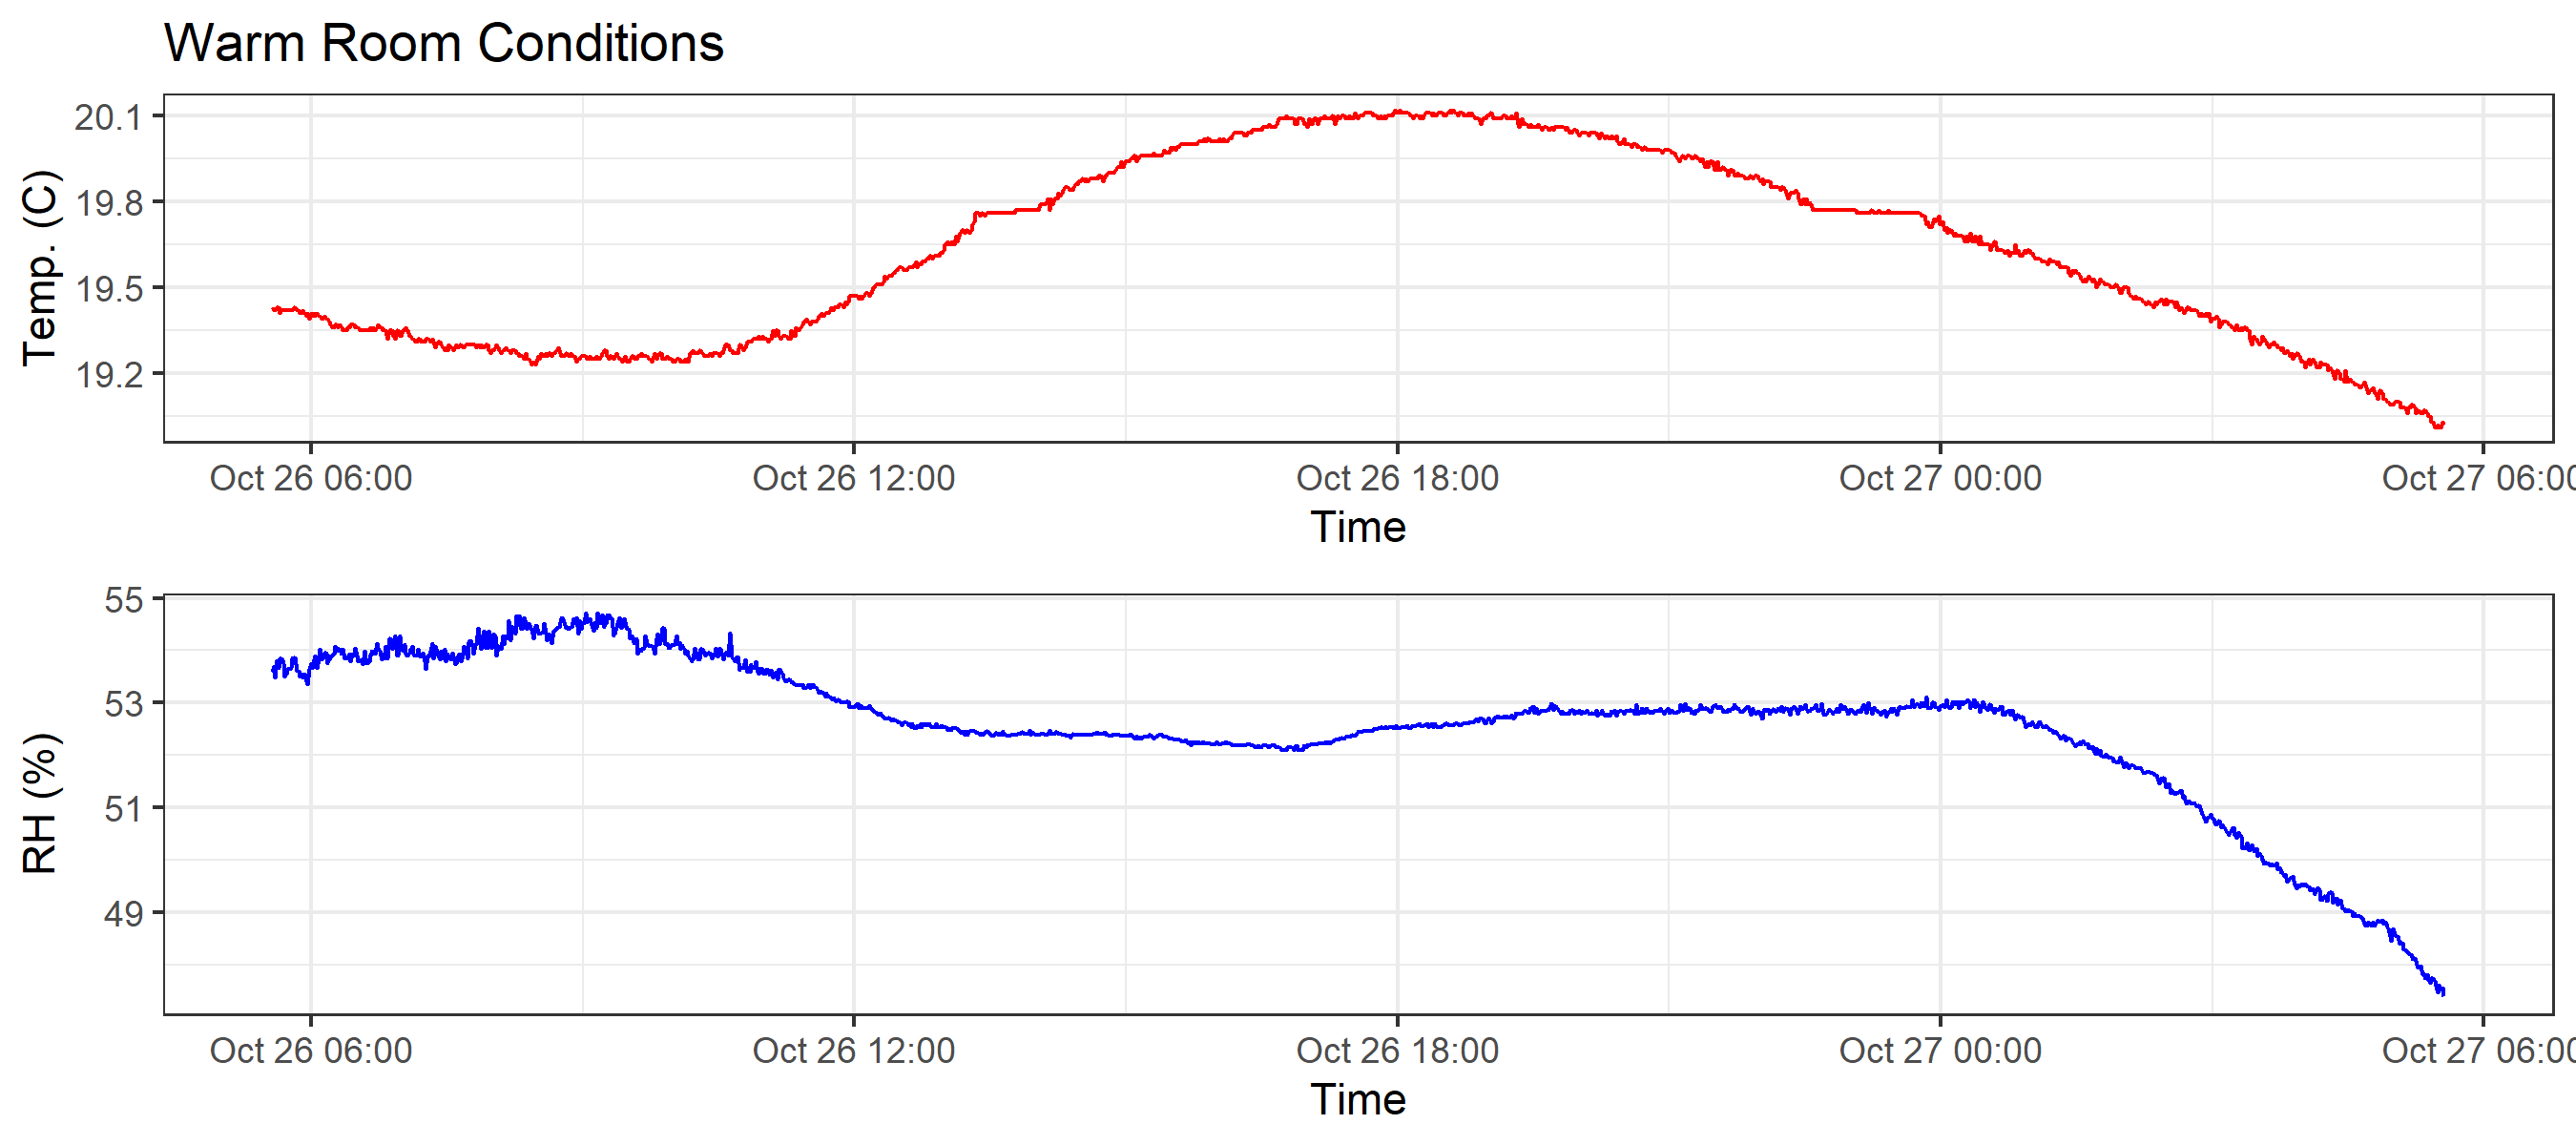 Warm Room Conditions
20.1
19.8
19.5
19.2
Temp. (C)
Oct 26 06:00 Oct 26 12:00 Oct 26 18:00 Oct 27 00:00 Oct 27 06:00
Time
55
53
51
49
RH (%)
Oct 26 06:00 Oct 26 12:00 Oct 26 18:00 Oct 27 00:00 Oct 27 06:00
Time